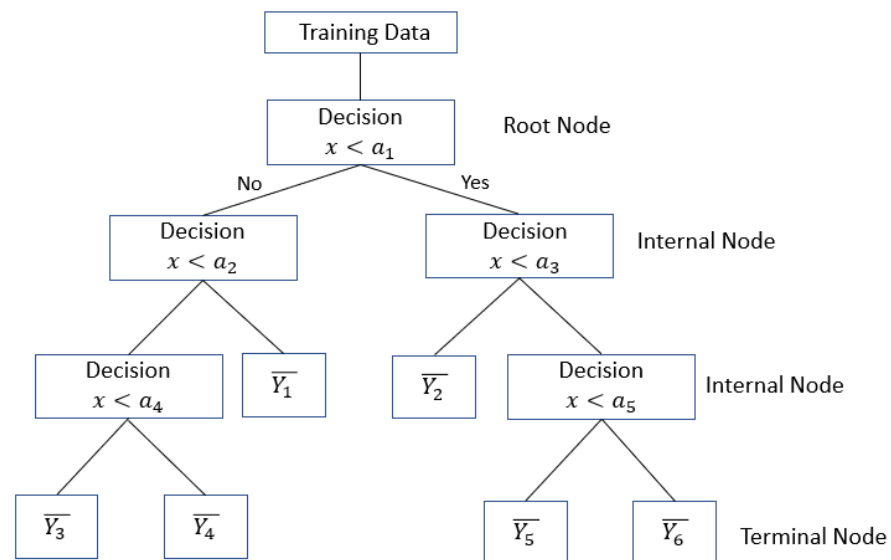 Training Data
Decision
x < a₁
Root Node
No
Yes
Decision
x < a₂
Decision
x < a₃
Internal Node
Decision
x < a₄
Y̅₁
Y̅₂
Decision
x < a₅
Internal Node
Y̅₃
Y̅₄
Y̅₅
Y̅₆
Terminal Node